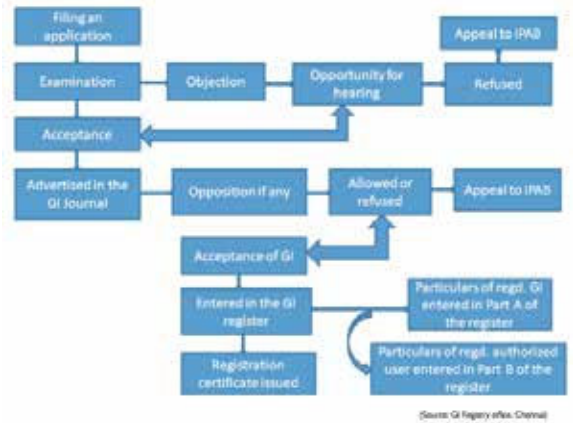 Filing an
application
Appeal to IPAB
Examination
Objection
Opportunity for
hearing
Refused
Acceptance
Advertised in the
GI Journal
Opposition if any
Allowed or
refused
Appeal to IPAB
Acceptance of GI
Entered in the GI
register
Particulars of regd. GI
entered in Part A of
the register
Registration
certificate issued
Particulars of regd. authorized
user entered in Part B of the
register
(Source: GI Registry office, Chennai)